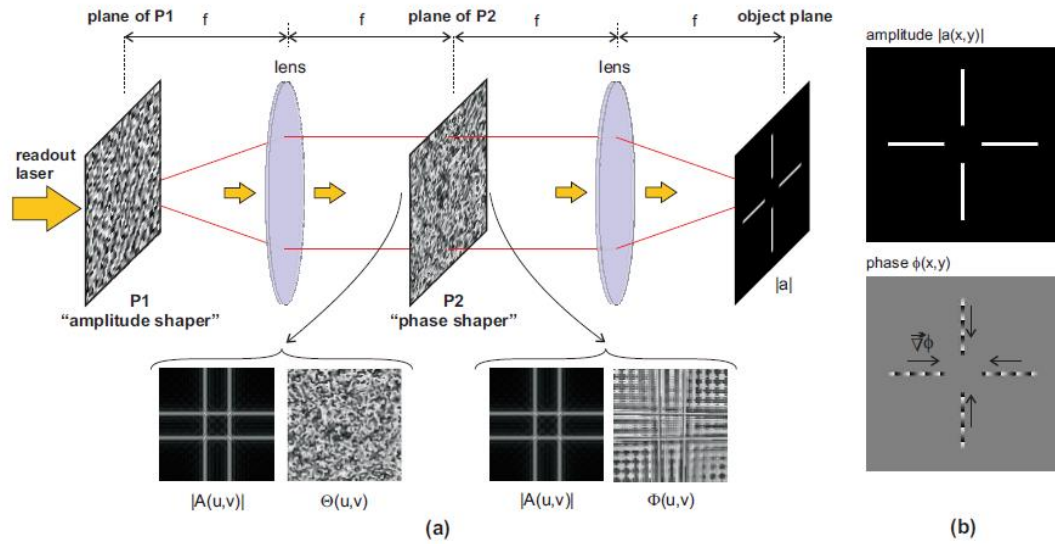 plane of P1
f
f
plane of P2
f
f
object plane
lens
lens
readout
laser
P1
“amplitude shaper”
P2
“phase shaper”
|a|
|A(u,v)|
Θ(u,v)
|A(u,v)|
Φ(u,v)
(a)
amplitude |a(x,y)|
phase ϕ(x,y)
∇⃗ϕ
(b)